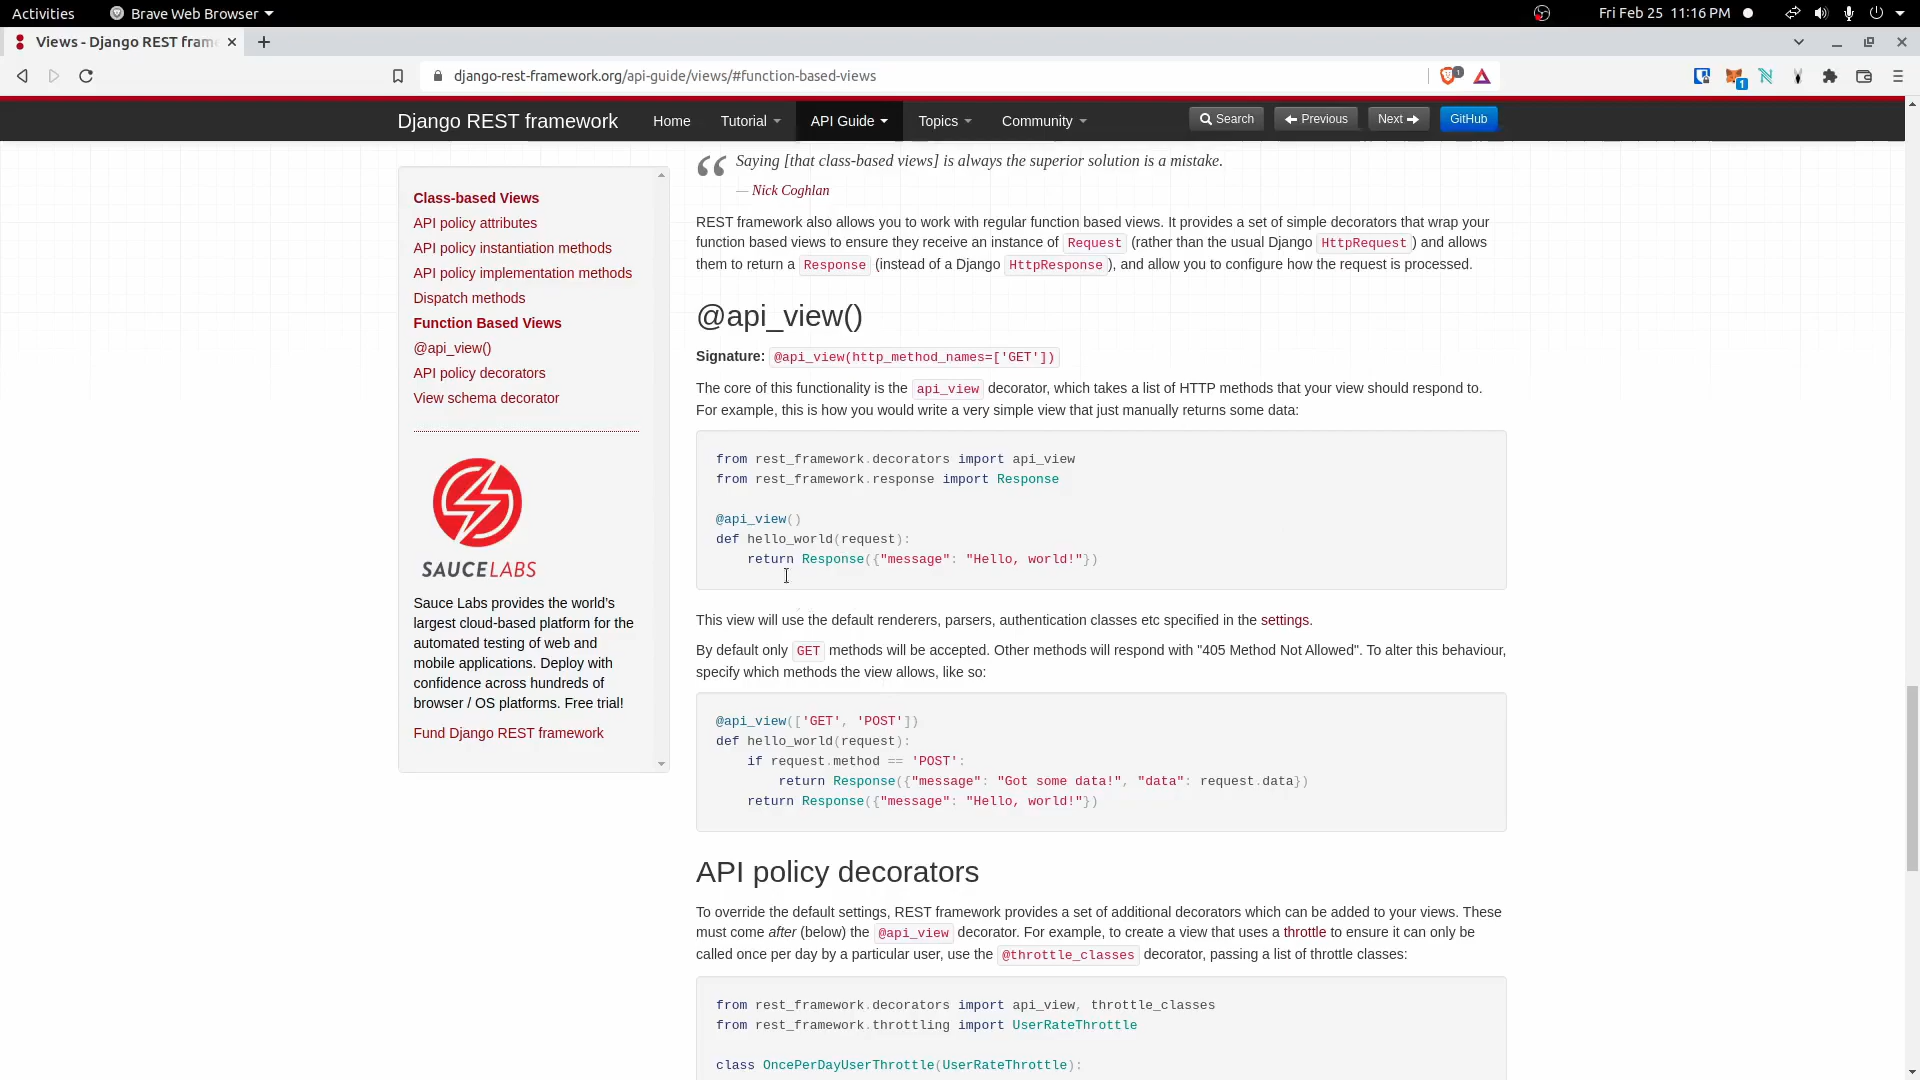 Activities
Brave Web Browser
Fri Feb 25 11:16 PM
Views - Django REST fram
django-rest-framework.org/api-guide/views/#function-based-views
1
1
Django REST framework
Home
Tutorial
API Guide
Topics
Community
Search
Previous
Next
GitHub
Class-based Views
API policy attributes
API policy instantiation methods
API policy implementation methods
Dispatch methods
Function Based Views
@api_view()
API policy decorators
View schema decorator
SAUCELABS
Sauce Labs provides the world’s
largest cloud-based platform for the
automated testing of web and
mobile applications. Deploy with
confidence across hundreds of
browser / OS platforms. Free trial!
Fund Django REST framework
“ Saying [that class-based views] is always the superior solution is a mistake.
— Nick Coghlan
REST framework also allows you to work with regular function based views. It provides a set of simple decorators that wrap your
function based views to ensure they receive an instance of Request (rather than the usual Django HttpRequest) and allows
them to return a Response (instead of a Django HttpResponse), and allow you to configure how the request is processed.
@api_view()
Signature: @api_view(http_method_names=['GET'])
The core of this functionality is the api_view decorator, which takes a list of HTTP methods that your view should respond to.
For example, this is how you would write a very simple view that just manually returns some data:
from rest_framework.decorators import api_view
from rest_framework.response import Response
@api_view()
def hello_world(request):
    return Response({"message": "Hello, world!"})
This view will use the default renderers, parsers, authentication classes etc specified in the settings.
By default only GET methods will be accepted. Other methods will respond with "405 Method Not Allowed". To alter this behaviour,
specify which methods the view allows, like so:
@api_view(['GET', 'POST'])
def hello_world(request):
    if request.method == 'POST':
        return Response({"message": "Got some data!", "data": request.data})
    return Response({"message": "Hello, world!"})
API policy decorators
To override the default settings, REST framework provides a set of additional decorators which can be added to your views. These
must come after (below) the @api_view decorator. For example, to create a view that uses a throttle to ensure it can only be
called once per day by a particular user, use the @throttle_classes decorator, passing a list of throttle classes:
from rest_framework.decorators import api_view, throttle_classes
from rest_framework.throttling import UserRateThrottle
class OncePerDayUserThrottle(UserRateThrottle):